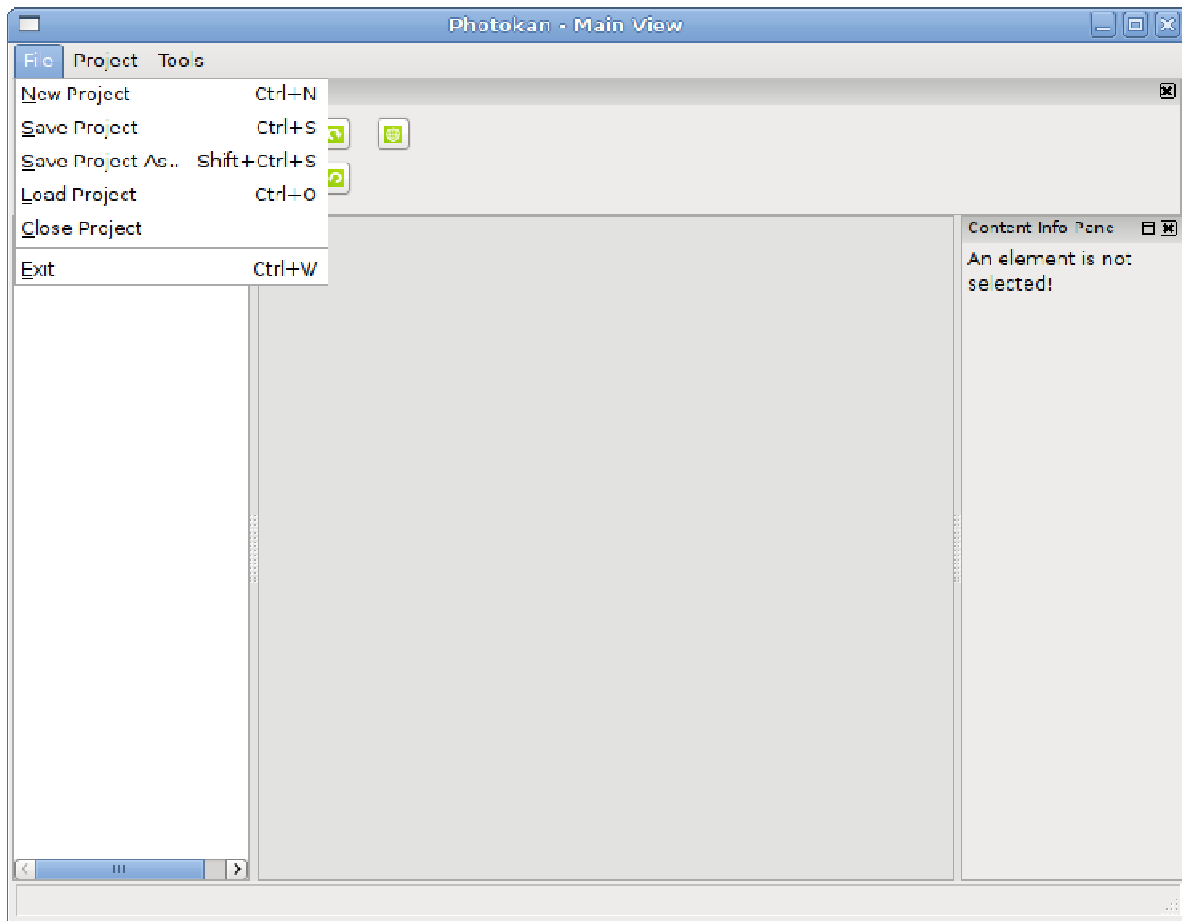 Photokan - Main View
File Project Tools
New Project Ctrl+N
Save Project Ctrl+S
Save Project As.. Shift+Ctrl+S
Load Project Ctrl+O
Close Project
Exit Ctrl+W
Content Info Pane
An element is not
selected!